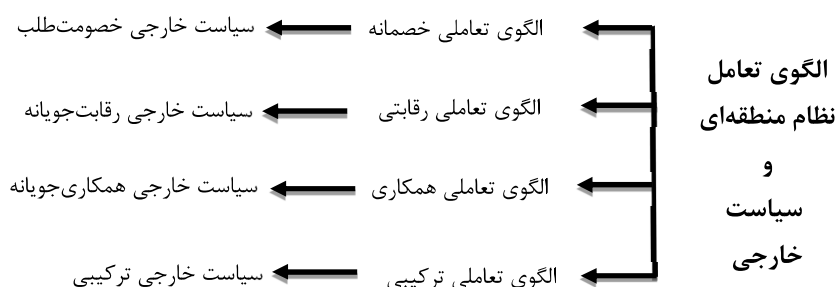 الگوی تعامل
نظام منطقه‌ای
و
سیاست
خارجی
الگوی تعاملی خصمانه
سیاست خارجی خصومت‌طلب
الگوی تعاملی رقابتی
سیاست خارجی رقابت‌جویانه
الگوی تعاملی همکاری
سیاست خارجی همکاری‌جویانه
الگوی تعاملی ترکیبی
سیاست خارجی ترکیبی